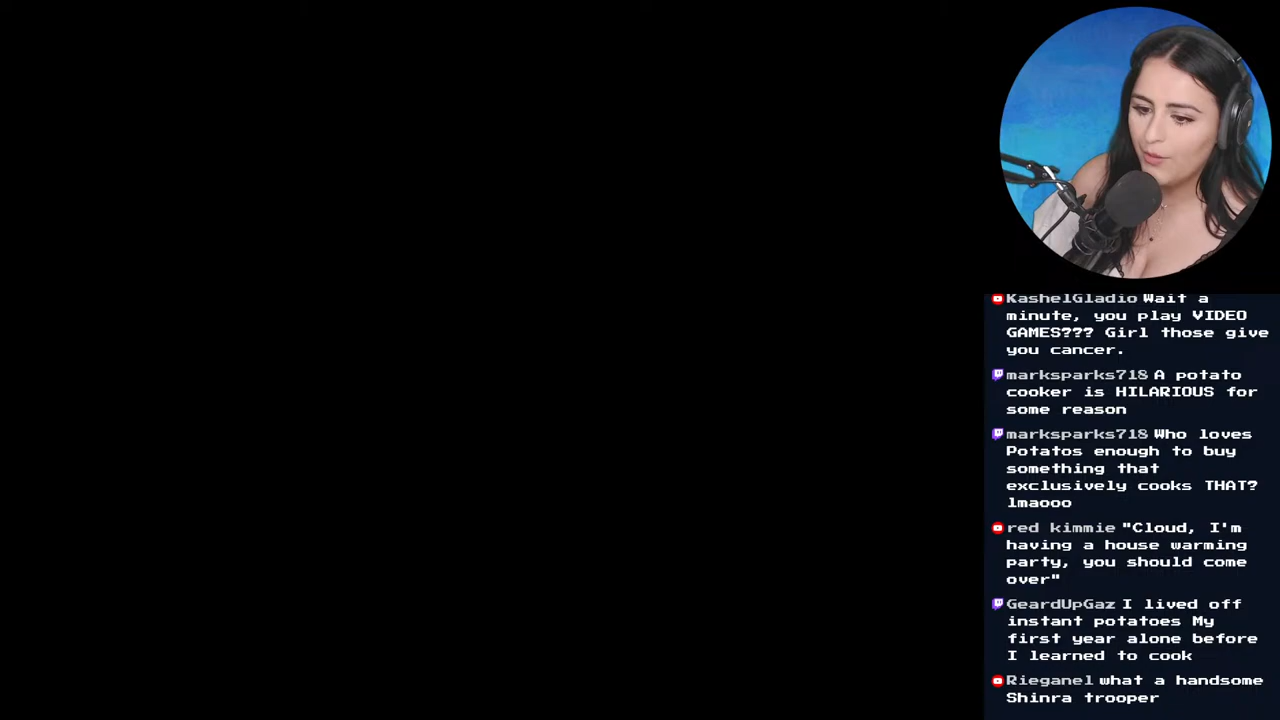 KashelGladio Wait a
minute, you play VIDEO
GAMES??? Girl those give
you cancer.
marksparks718 A potato
cooker is HILARIOUS for
some reason
marksparks718 Who loves
Potatos enough to buy
something that
exclusively cooks THAT?
lmaooo
red kimmie "Cloud, I'm
having a house warming
party, you should come
over"
GeardUpGaz I lived off
instant potatoes My
first year alone before
I learned to cook
Rieganel what a handsome
Shinra trooper